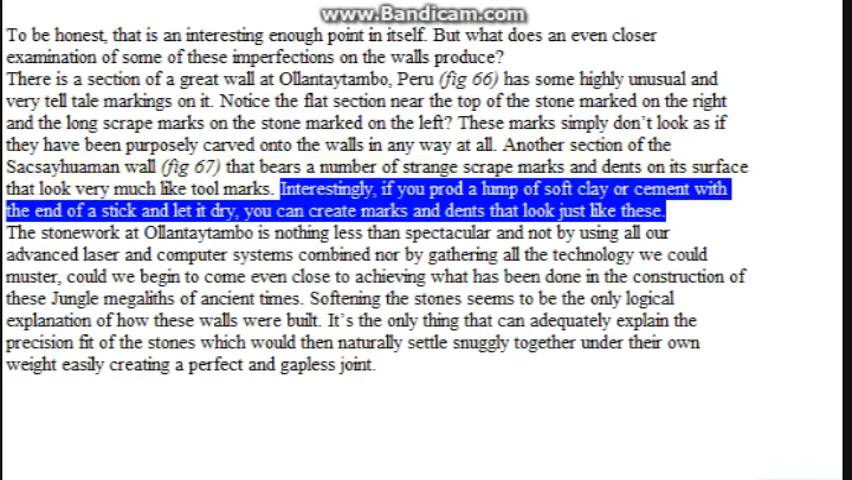 www.Bandicam.com
To be honest, that is an interesting enough point in itself. But what does an even closer
examination of some of these imperfections on the walls produce?
There is a section of a great wall at Ollantaytambo, Peru (fig 66) has some highly unusual and
very tell tale markings on it. Notice the flat section near the top of the stone marked on the right
and the long scrape marks on the stone marked on the left? These marks simply don't look as if
they have been purposely carved onto the walls in any way at all. Another section of the
Sacsayhuaman wall (fig 67) that bears a number of strange scrape marks and dents on its surface
that look very much like tool marks. Interestingly, if you prod a lump of soft clay or cement with
the end of a stick and let it dry, you can create marks and dents that look just like these.
The stonework at Ollantaytambo is nothing less than spectacular and not by using all our
advanced laser and computer systems combined nor by gathering all the technology we could
muster, could we begin to come even close to achieving what has been done in the construction of
these Jungle megaliths of ancient times. Softening the stones seems to be the only logical
explanation of how these walls were built. It's the only thing that can adequately explain the
precision fit of the stones which would then naturally settle snuggly together under their own
weight easily creating a perfect and gapless joint.